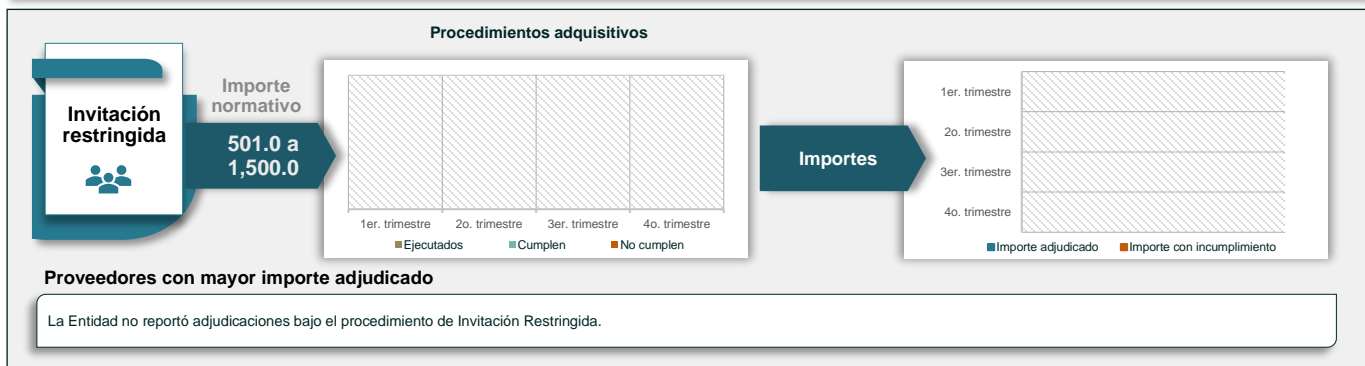 Procedimientos adquisitivos
Invitación
restringida
Importe
normativo
501.0 a
1,500.0
1er. trimestre
2o. trimestre
3er. trimestre
4o. trimestre
Ejecutados
Cumplen
No cumplen
Importes
1er. trimestre
2o. trimestre
3er. trimestre
4o. trimestre
Importe adjudicado
Importe con incumplimiento
Proveedores con mayor importe adjudicado
La Entidad no reportó adjudicaciones bajo el procedimiento de Invitación Restringida.